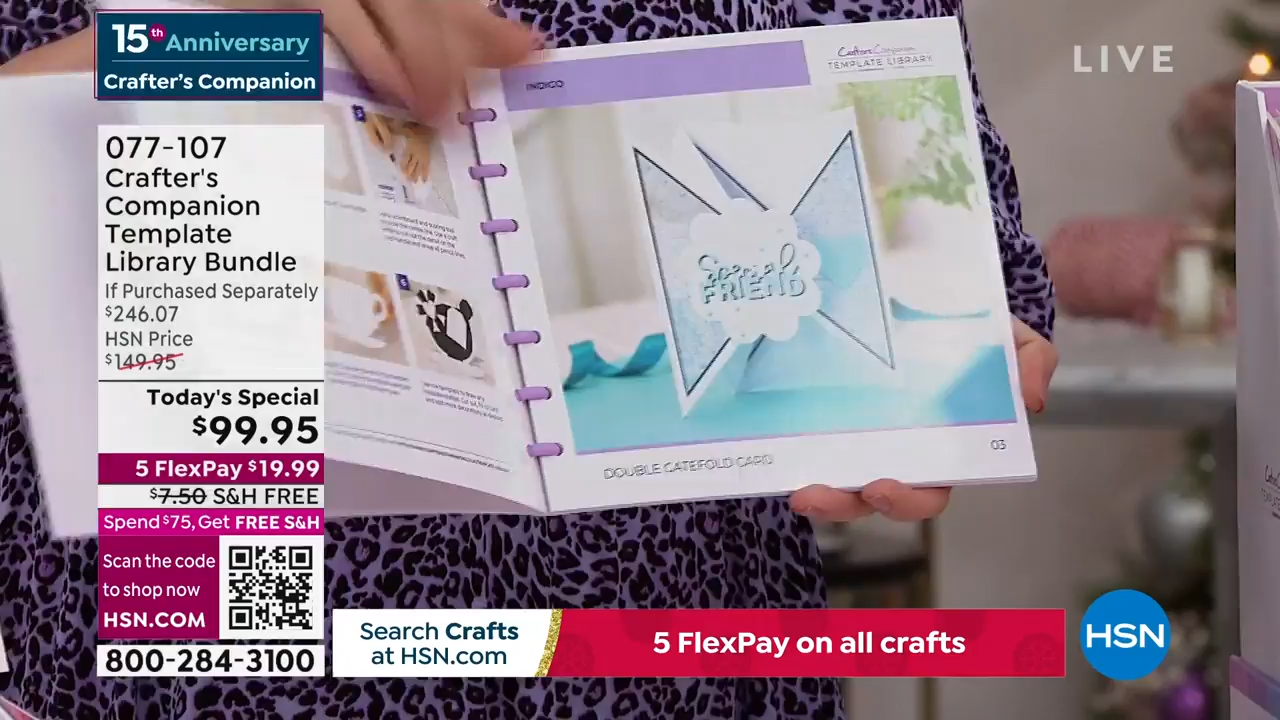 15th Anniversary
Crafter's Companion
077-107
Crafter's
Companion
Template
Library Bundle
If Purchased Separately
$246.07
HSN Price
$149.95
Today's Special
$99.95
5 FlexPay $19.99
$7.50 S&H FREE
Spend $75, Get FREE S&H
Scan the code
to shop now
HSN.COM
800-284-3100
LIVE
INDIGO
Crafter's Companion
TEMPLATE LIBRARY
Special
FRIEND
DOUBLE GATEFOLD CARD
03
Search Crafts
at HSN.com
5 FlexPay on all crafts
HSN